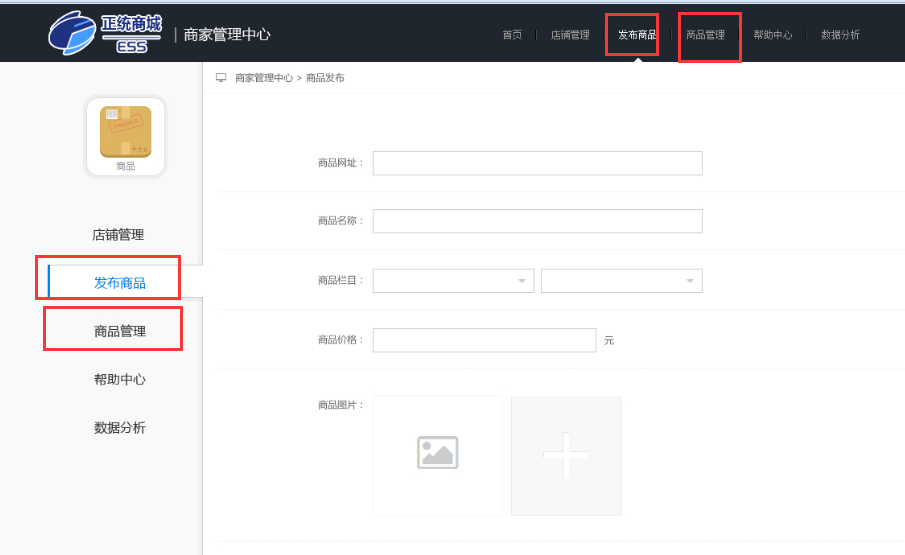 正统商城
ESS
商家管理中心
首页 店铺管理 发布商品 商品管理 帮助中心 数据分析
商家管理中心 > 商品发布
商品
店铺管理
发布商品
商品管理
帮助中心
数据分析
商品网址：
商品名称：
商品栏目：
商品价格： 元
商品图片：